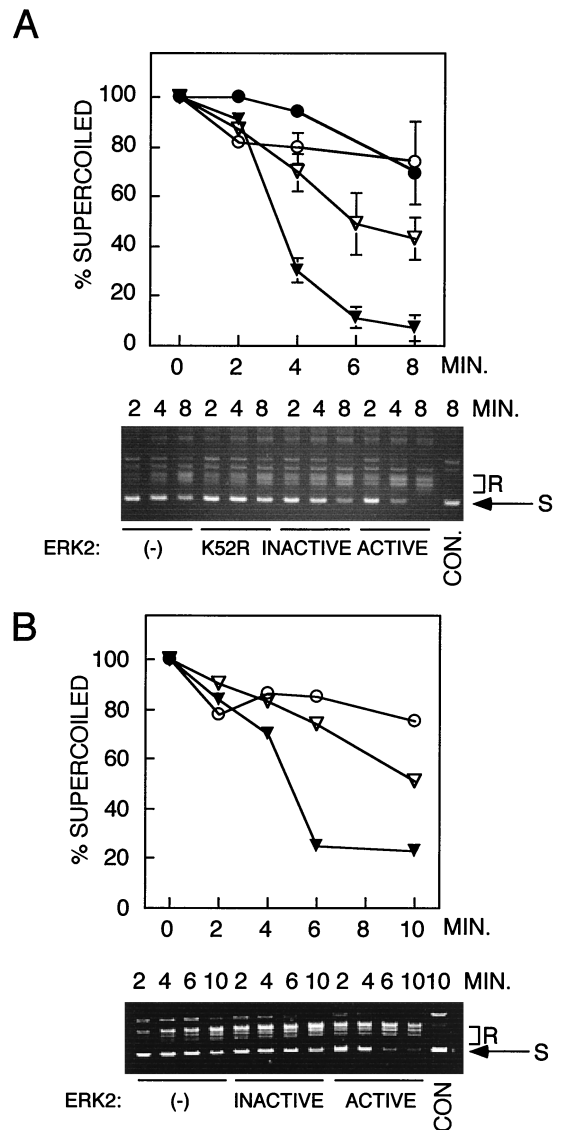 A
% SUPERCOILED
100
80
60
40
20
0
0 2 4 6 8 MIN.
2 4 8 2 4 8 2 4 8 2 4 8 8 MIN.
R
S
ERK2: (-) K52R INACTIVE ACTIVE CON.
B
% SUPERCOILED
100
80
60
40
20
0
0 2 4 6 8 10 MIN.
2 4 6 10 2 4 6 10 2 4 6 10 10 MIN.
R
S
ERK2: (-) INACTIVE ACTIVE CON